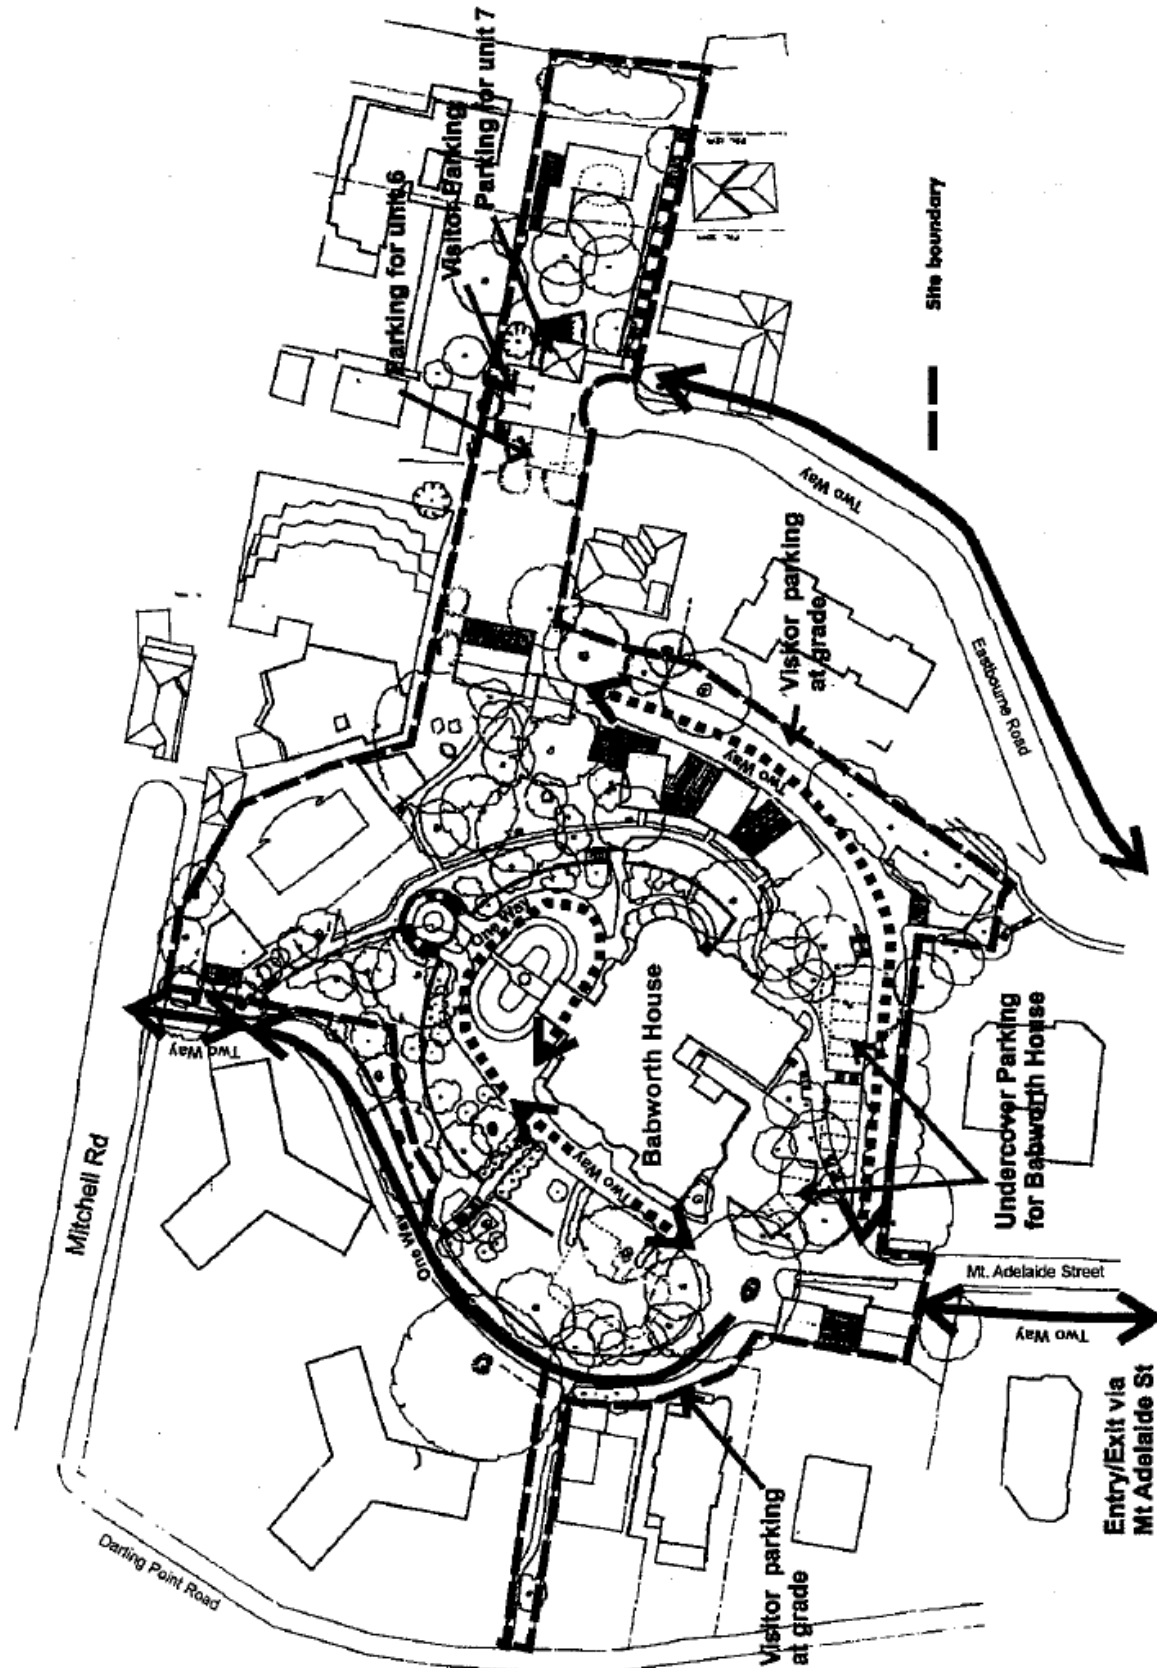 Parking for unit 7
Visitor Parking
Parking for unit 6
Site boundary
Two Way
Visitor parking
at grade
Eastbourne Road
Two Way
One Way
Two Way
Mitchell Rd
Babworth House
Undercover Parking
for Babworth House
Two Way
One Way
Mt. Adelaide Street
Two Way
Entry/Exit via
Mt Adelaide St
Darling Point Road
Visitor parking
at grade